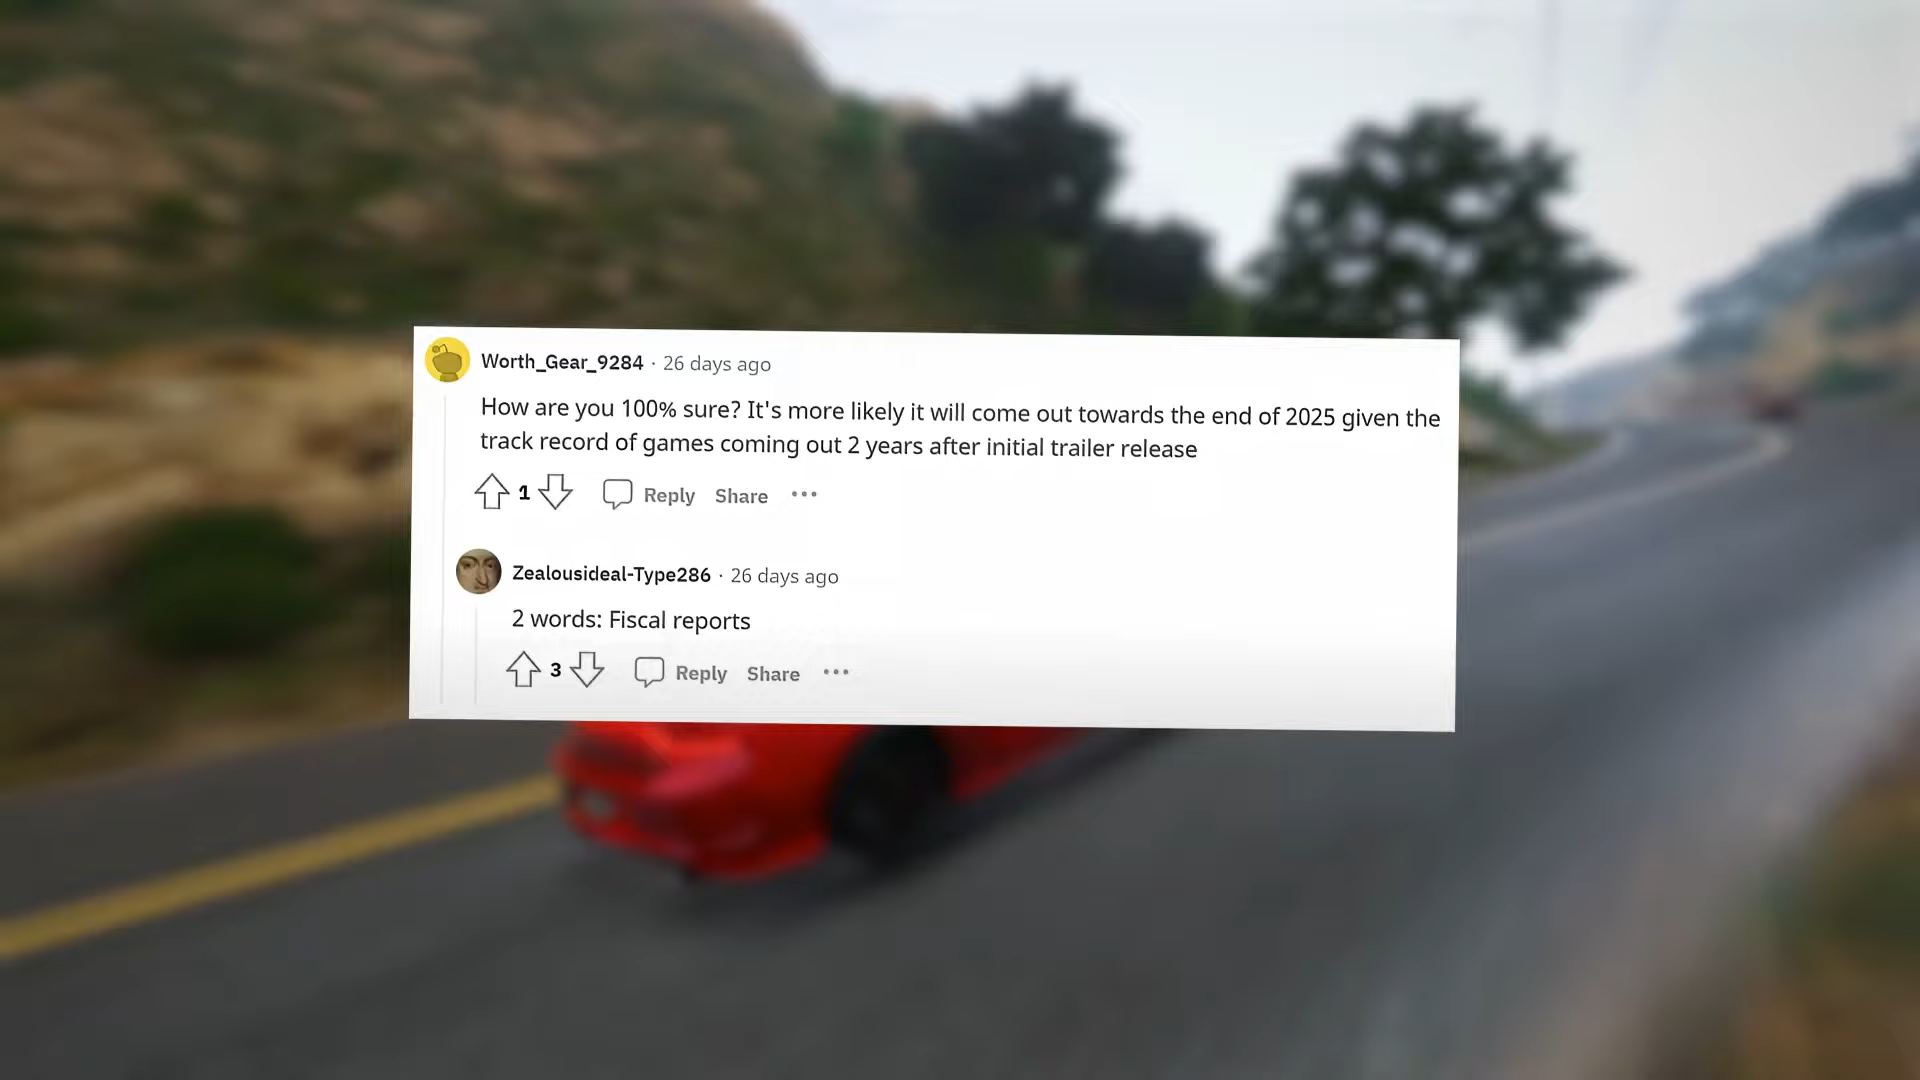 Worth_Gear_9284 · 26 days ago
How are you 100% sure? It's more likely it will come out towards the end of 2025 given the
track record of games coming out 2 years after initial trailer release
1 Reply Share •••
Zealousideal-Type286 · 26 days ago
2 words: Fiscal reports
3 Reply Share •••